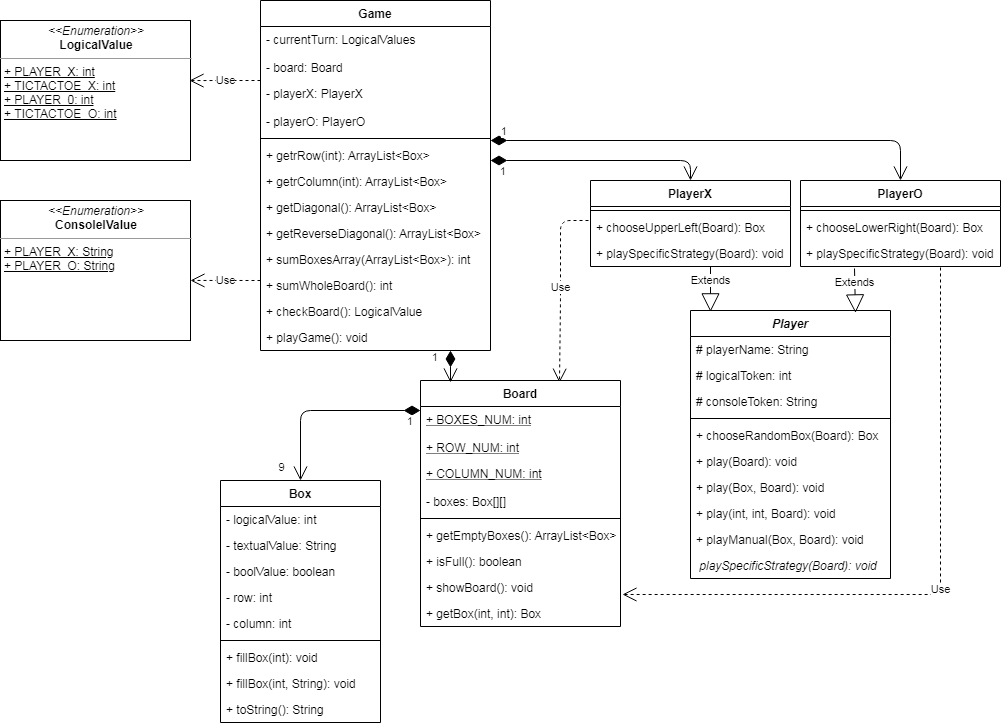 <<Enumeration>>
LogicalValue
+ PLAYER_X: int
+ TICTACTOE_X: int
+ PLAYER_0: int
+ TICTACTOE_O: int
<<Enumeration>>
ConsolelValue
+ PLAYER_X: String
+ PLAYER_O: String
Use
Use
Game
- currentTurn: LogicalValues
- board: Board
- playerX: PlayerX
- playerO: PlayerO
+ getrRow(int): ArrayList<Box>
+ getrColumn(int): ArrayList<Box>
+ getDiagonal(): ArrayList<Box>
+ getReverseDiagonal(): ArrayList<Box>
+ sumBoxesArray(ArrayList<Box>): int
+ sumWholeBoard(): int
+ checkBoard(): LogicalValue
+ playGame(): void
1
1
1
PlayerX
+ chooseUpperLeft(Board): Box
+ playSpecificStrategy(Board): void
PlayerO
+ chooseLowerRight(Board): Box
+ playSpecificStrategy(Board): void
Use
Extends
Extends
Player
# playerName: String
# logicalToken: int
# consoleToken: String
+ chooseRandomBox(Board): Box
+ play(Board): void
+ play(Box, Board): void
+ play(int, int, Board): void
+ playManual(Box, Board): void
playSpecificStrategy(Board): void
Use
Board
+ BOXES_NUM: int
+ ROW_NUM: int
+ COLUMN_NUM: int
- boxes: Box[][]
+ getEmptyBoxes(): ArrayList<Box>
+ isFull(): boolean
+ showBoard(): void
+ getBox(int, int): Box
1
9
Box
- logicalValue: int
- textualValue: String
- boolValue: boolean
- row: int
- column: int
+ fillBox(int): void
+ fillBox(int, String): void
+ toString(): String